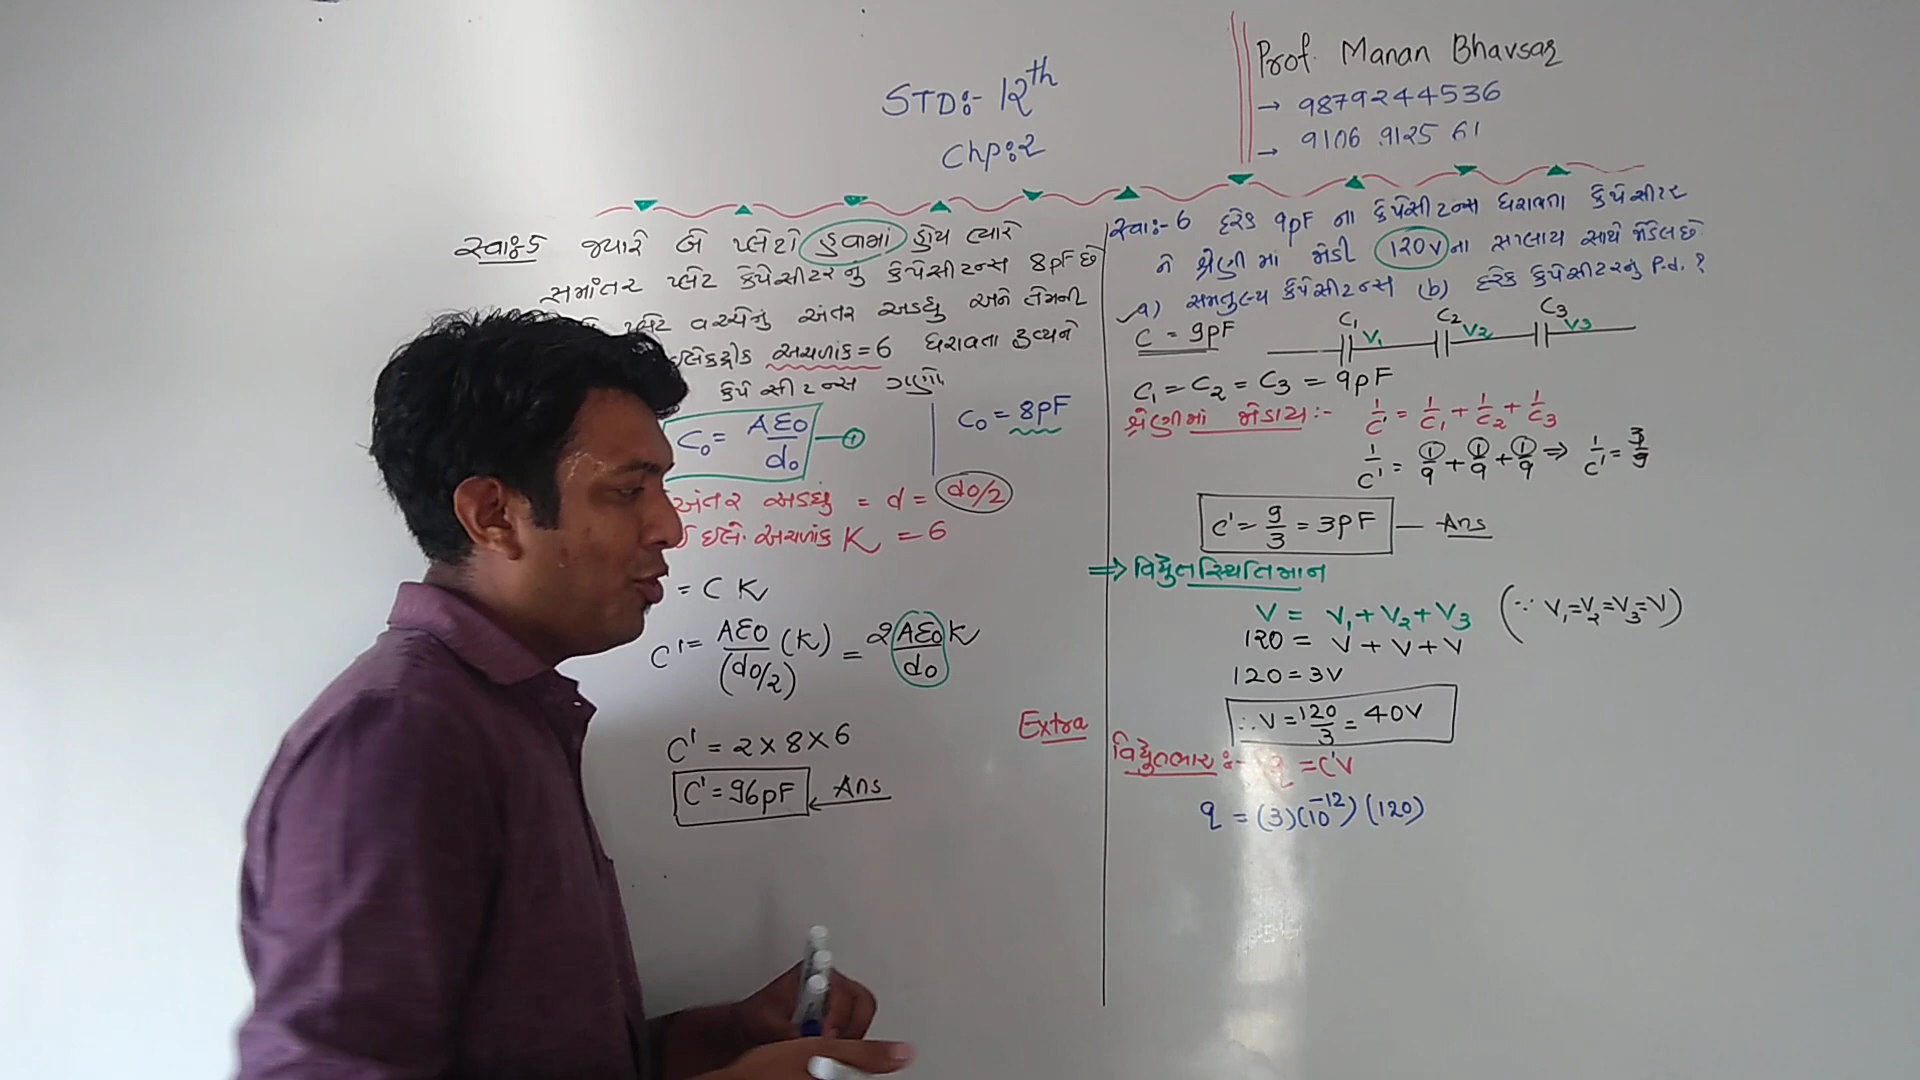 STD:- 12th
Chp:2
Prof. Manan Bhavsar
→ 9879244536
→ 9106 9125 61
સ્વા:-5 જ્યારે બે પ્લેટો હવામાં હોય ત્યારે
સમાંતર પ્લેટ કેપેસીટરનું કેપેસીટન્સ 8pF છે
પ્લેટ વચ્ચેનું અંતર અડધુ અને તેમની
અચળાંક = 6 ધરાવતા દ્રવ્યને
કેપેસીટન્સ ગણો
C₀ = Aε₀/d₀ —①
C₀ = 8pF
અંતર અડધું = d = d₀/2
ઈલે. અચળાંક K = 6
= C K
C' = Aε₀/(d₀/2) (K) = 2 Aε₀/d₀ K
C' = 2 x 8 x 6
C' = 96pF ← Ans
સ્વા:-6 દરેક 9pF ના કેપેસીટન્સ ધરાવતા કેપેસીટર
ને શ્રેણીમાં જોડી 120V ના સપ્લાય સાથે જોડેલ છે.
a) સમતુલ્ય કેપેસીટન્સ (b) દરેક કેપેસીટરનું P.d. ?
C = 9pF
C₁ C₂ C₃
V₁ V₂ V₃
C₁ = C₂ = C₃ = 9pF
શ્રેણીમાં જોડાણ:- 1/C' = 1/C₁ + 1/C₂ + 1/C₃
1/C' = 1/9 + 1/9 + 1/9 ⇒ 1/C' = 3/9
C' = 9/3 = 3pF — Ans
⇒ વિદ્યુતસ્થિતિમાન
V = V₁ + V₂ + V₃ (∵ V₁=V₂=V₃=V)
120 = V + V + V
120 = 3V
∴ V = 120/3 = 40V
Extra
વિદ્યુતભાર:- q = C'V
q = (3)(10⁻¹²)(120)